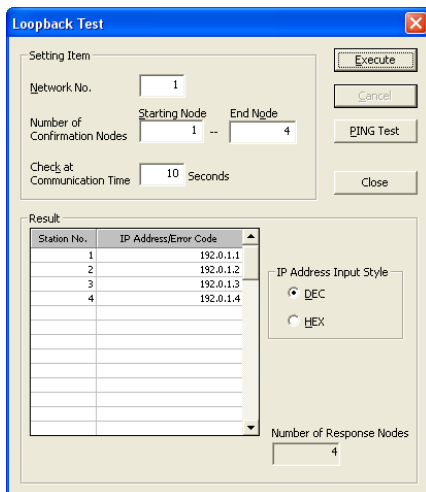 Loopback Test
Setting Item
Execute
Network No. 1
Cancel
Starting Node End Node
Number of
Confirmation Nodes 1 -- 4
PING Test
Check at
Communication Time 10 Seconds
Close
Result
Station No. IP Address/Error Code
1 192.0.1.1
2 192.0.1.2
3 192.0.1.3
4 192.0.1.4
IP Address Input Style
DEC
HEX
Number of Response Nodes
4